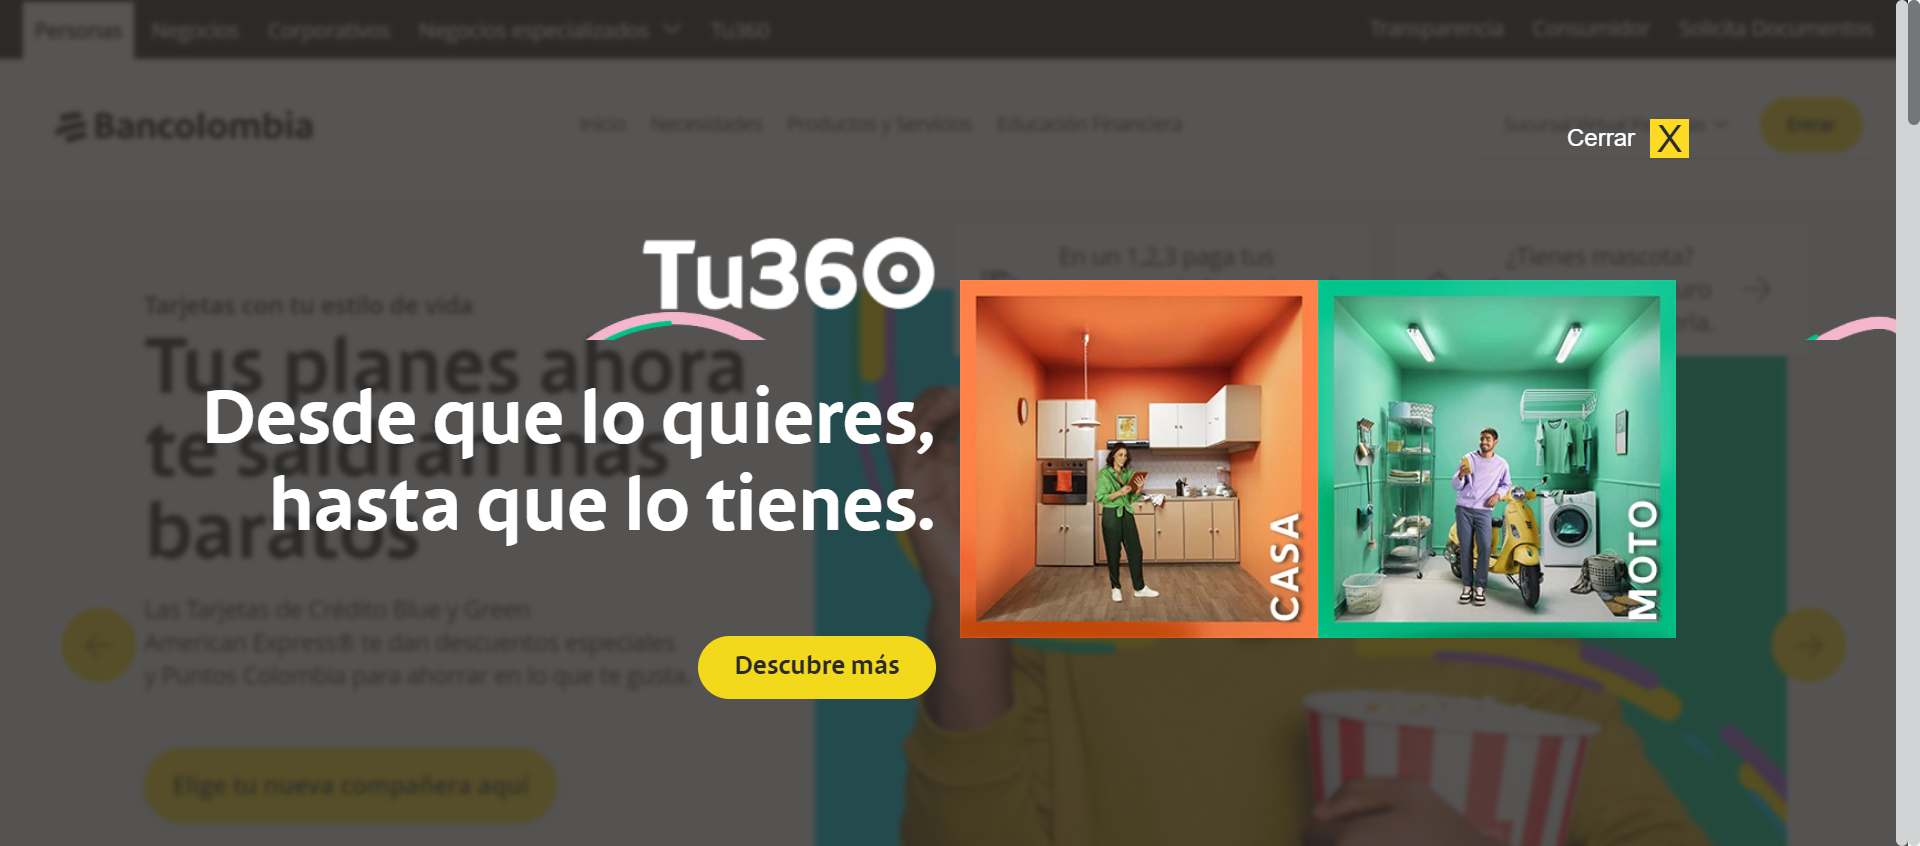 Personas
Negocios
Corporativos
Negocios especializados
Tu360
Transparencia
Consumidor
Solicita Documentos
Bancolombia
Inicio
Necesidades
Productos y Servicios
Educación Financiera
Sucursal Virtual
Entrar
Cerrar X
Tu360
En un 1,2,3 paga tus
¿Tienes mascota?
Tarjetas con tu estilo de vida
Tus planes ahora
te saldrán más
baratos
Desde que lo quieres,
hasta que lo tienes.
CASA
MOTO
Las Tarjetas de Crédito Blue y Green
American Express® te dan descuentos especiales
y Puntos Colombia para ahorrar en lo que te gusta.
Descubre más
Elige tu nueva compañera aquí